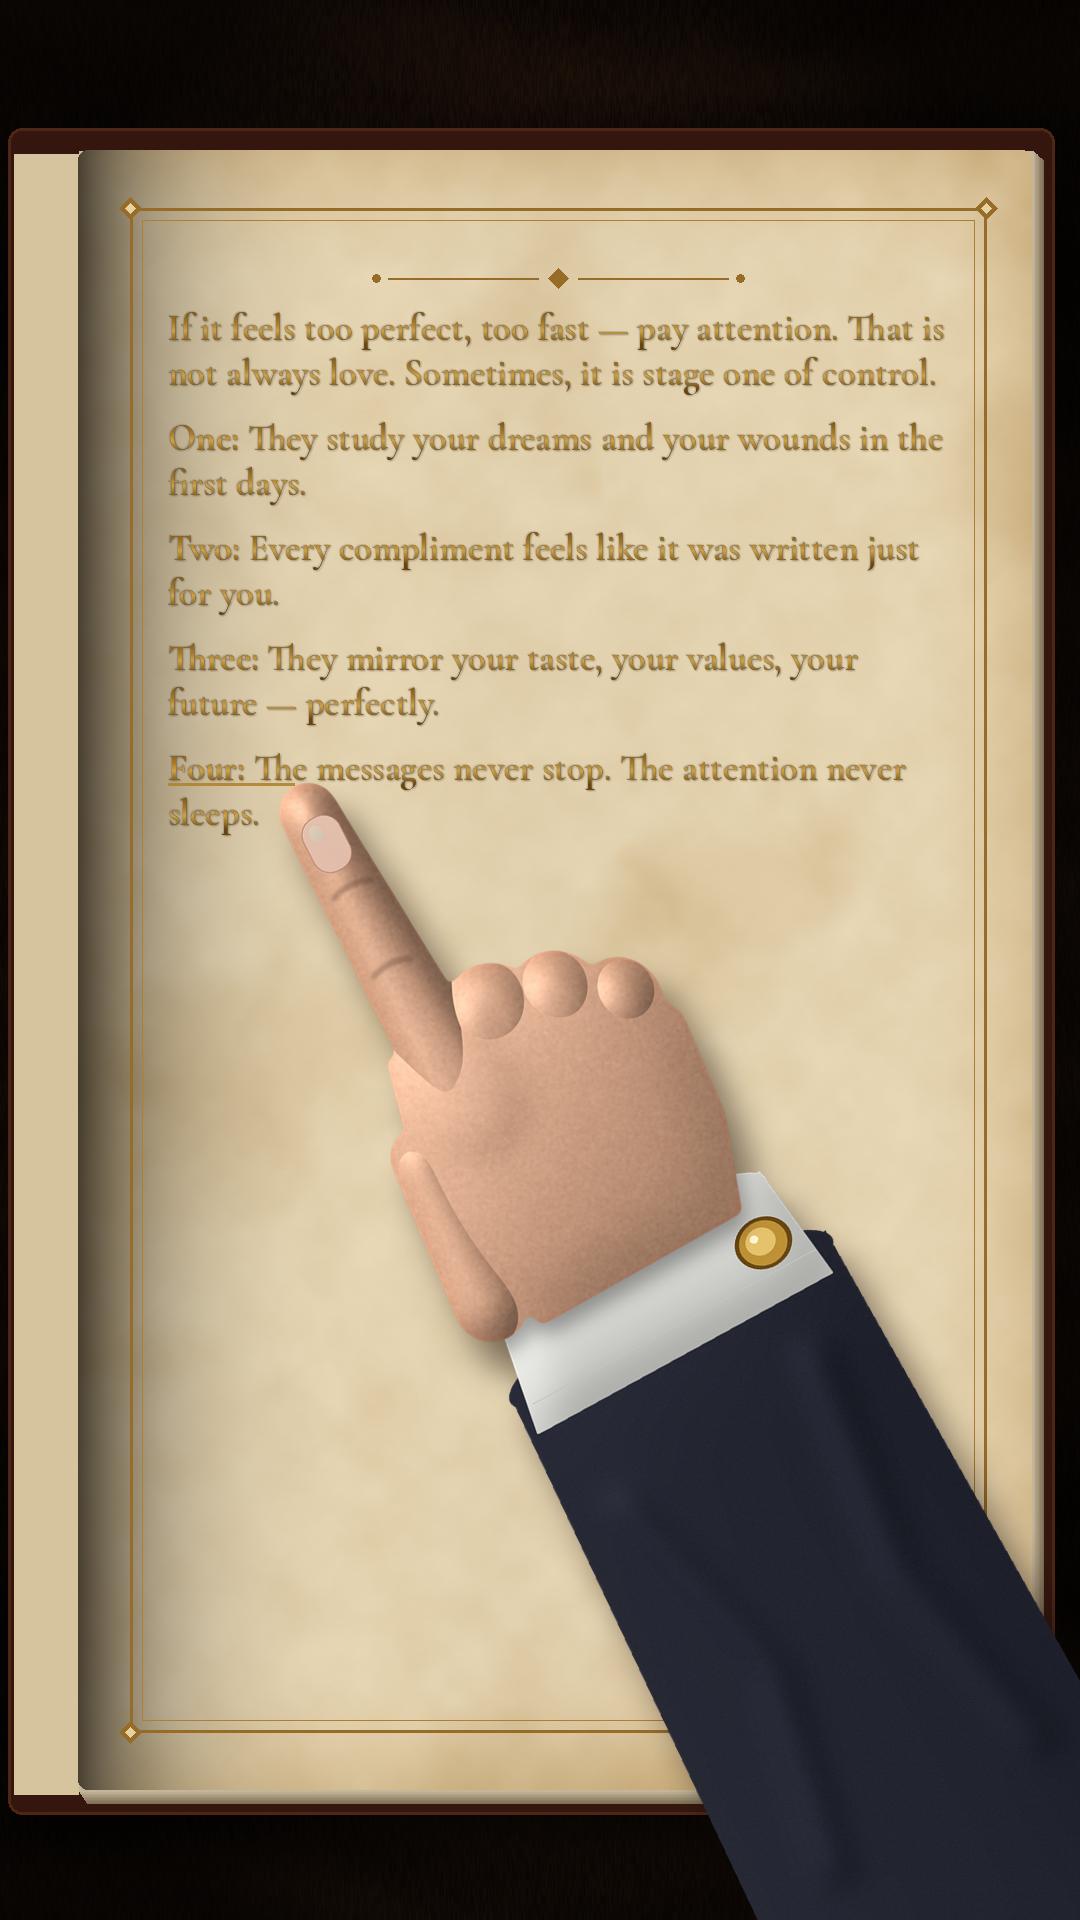 If it feels too perfect, too fast — pay attention. That is
not always love. Sometimes, it is stage one of control.
One: They study your dreams and your wounds in the
first days.
Two: Every compliment feels like it was written just
for you.
Three: They mirror your taste, your values, your
future — perfectly.
Four: The messages never stop. The attention never
sleeps.